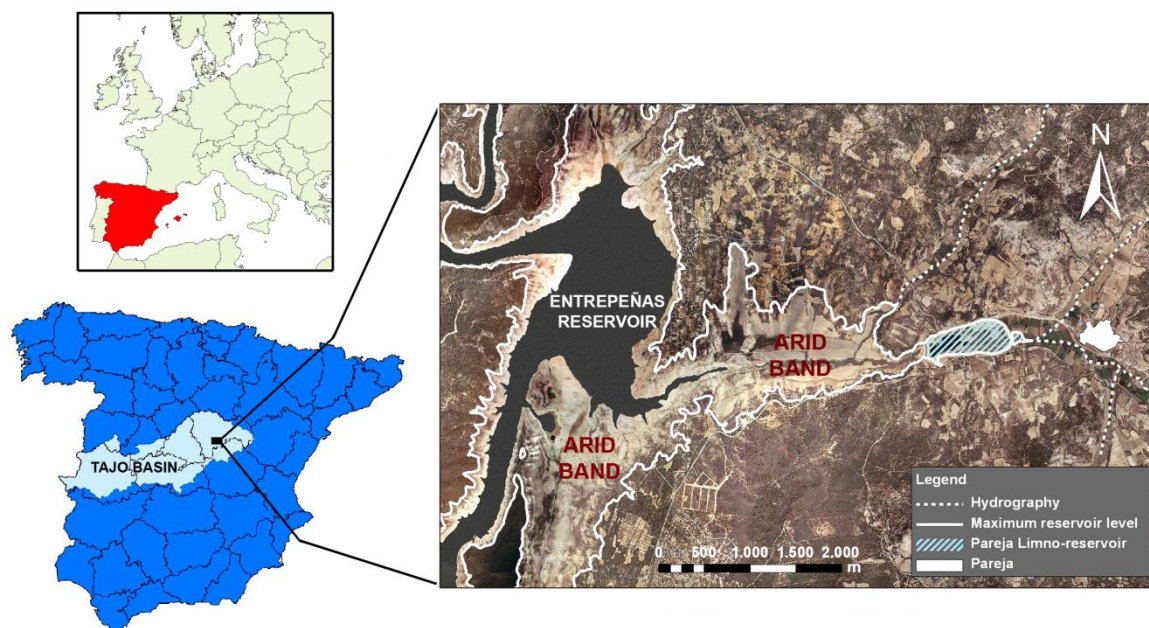 N
ENTREPEÑAS
RESERVOIR
ARID
BAND
ARID
BAND
TAJO BASIN
Legend
Hydrography
Maximum reservoir level
Pareja Limno-reservoir
Pareja
0 500 1.000 1.500 2.000
m